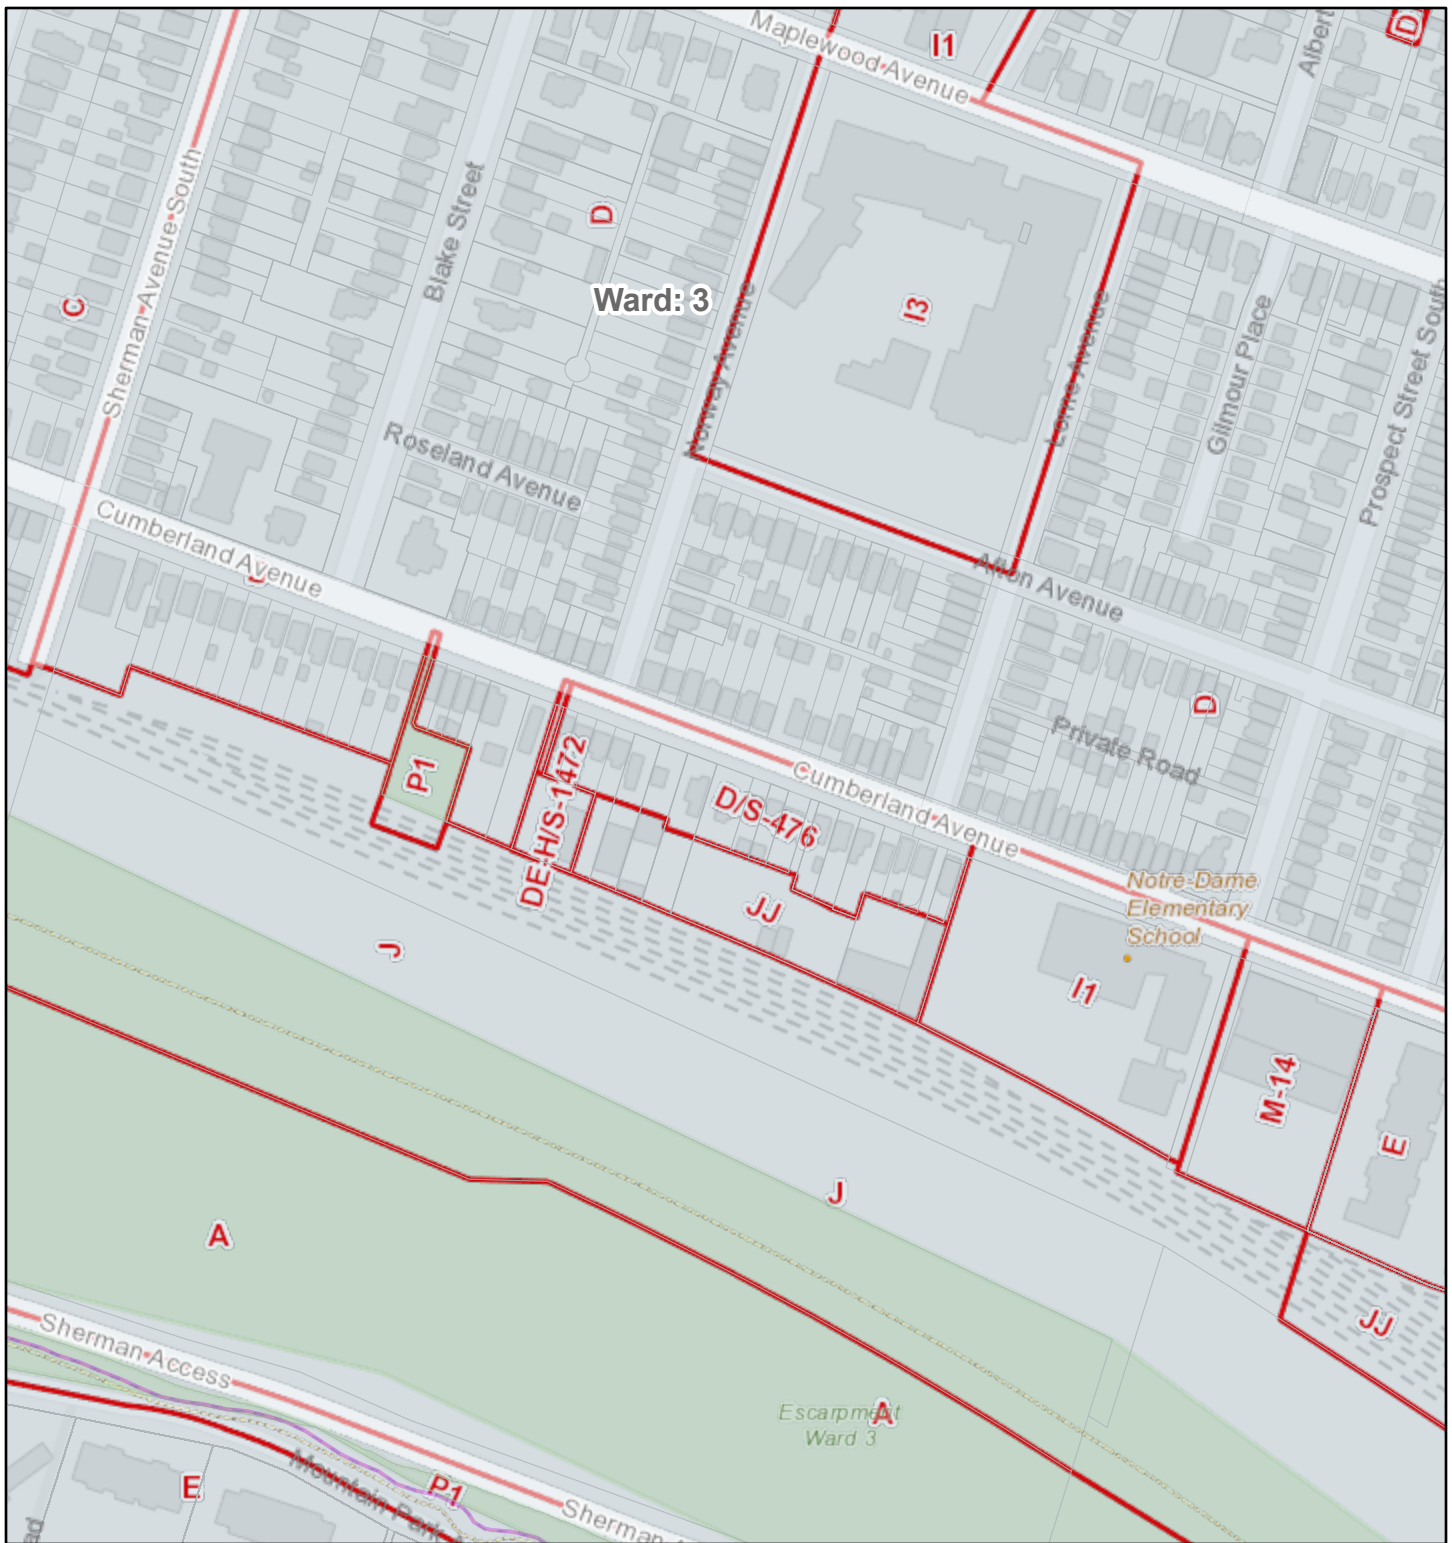 Maplewood Avenue
I1
Albert
D
Sherman Avenue South
Blake Street
D
Ward: 3
C
I3
Norway Avenue
Lorne Avenue
Gilmour Place
Prospect Street South
Roseland Avenue
Cumberland Avenue
Afton Avenue
D
Private Road
P1
DE-H/S-1472
D/S-476
Cumberland Avenue
Notre-Dame
Elementary
School
JJ
J
I1
M-14
E
J
A
JJ
Sherman Access
Escarpment
Ward 3
A
E
P1
Mountain Park
Sherman